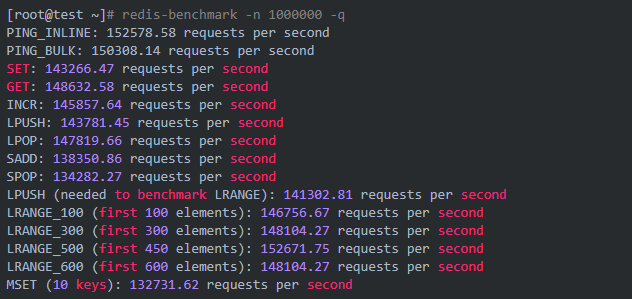 [root@test ~]# redis-benchmark -n 1000000 -q
PING_INLINE: 152578.58 requests per second
PING_BULK: 150308.14 requests per second
SET: 143266.47 requests per second
GET: 148632.58 requests per second
INCR: 145857.64 requests per second
LPUSH: 143781.45 requests per second
LPOP: 147819.66 requests per second
SADD: 138350.86 requests per second
SPOP: 134282.27 requests per second
LPUSH (needed to benchmark LRANGE): 141302.81 requests per second
LRANGE_100 (first 100 elements): 146756.67 requests per second
LRANGE_300 (first 300 elements): 148104.27 requests per second
LRANGE_500 (first 450 elements): 152671.75 requests per second
LRANGE_600 (first 600 elements): 148104.27 requests per second
MSET (10 keys): 132731.62 requests per second